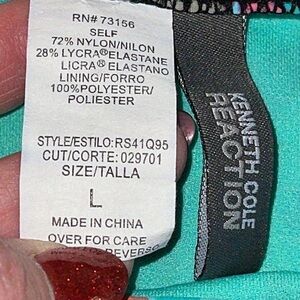 RN# 73156
SELF
72% NYLON/NILON
28% LYCRA®ELASTANE
LICRA®ELASTANO
LINING/FORRO
100%POLYESTER/
POLIESTER
STYLE/ESTILO: RS41Q95
CUT/CORTE: 029701
SIZE/TALLA
L
MADE IN CHINA
OVER FOR CARE
REVERSO
KENNETH COLE
REACTION